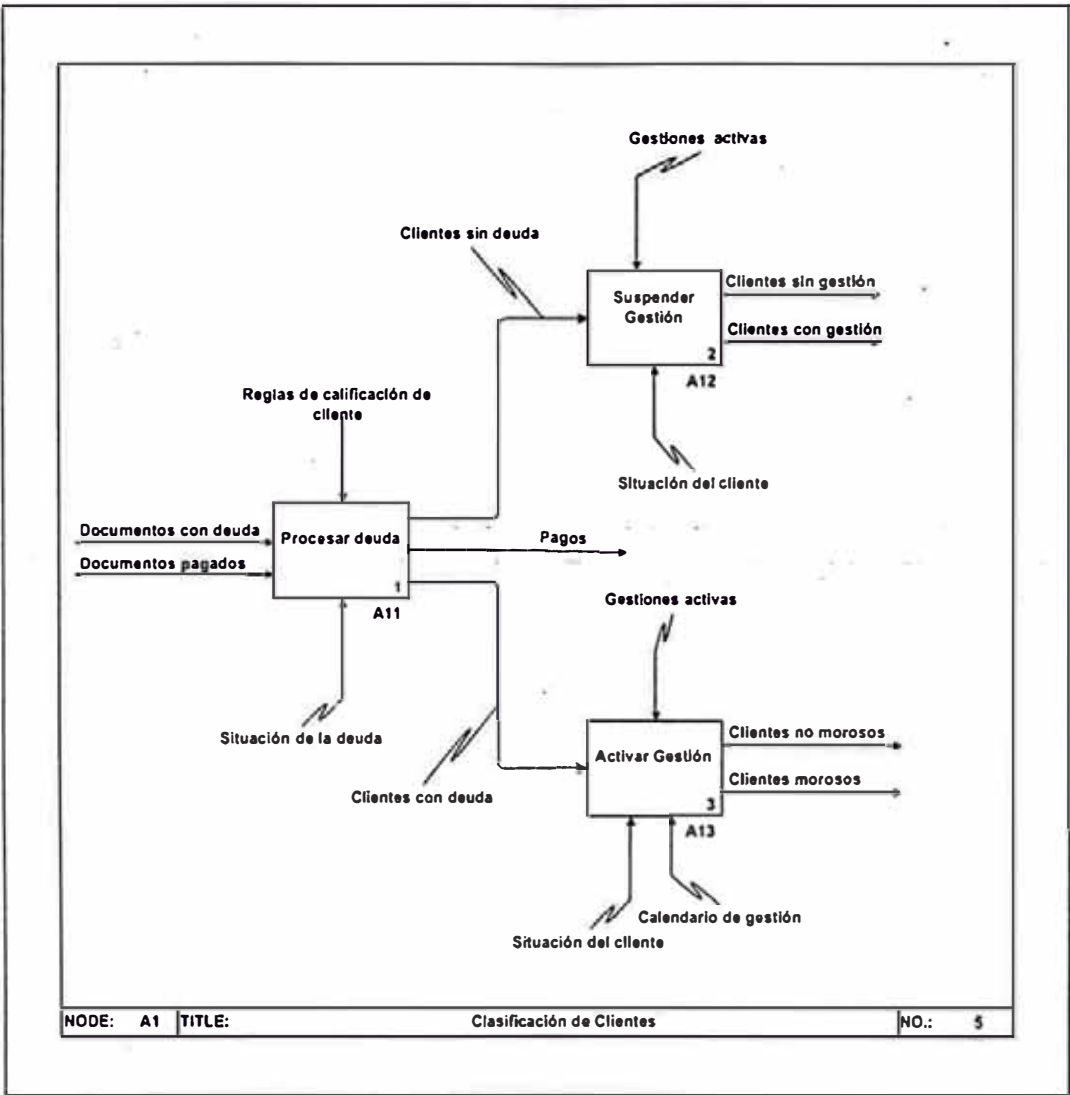 Gestiones activas
Clientes sin deuda
Suspender
Gestión
2
A12
Clientes sin gestión
Clientes con gestión
Situación del cliente
Reglas de calificación de
cliente
Documentos con deuda
Documentos pagados
Procesar deuda
1
A11
Pagos
Situación de la deuda
Clientes con deuda
Gestiones activas
Activar Gestión
3
A13
Clientes no morosos
Clientes morosos
Calendario de gestión
Situación del cliente
NODE: A1 TITLE: Clasificación de Clientes NO.: 5